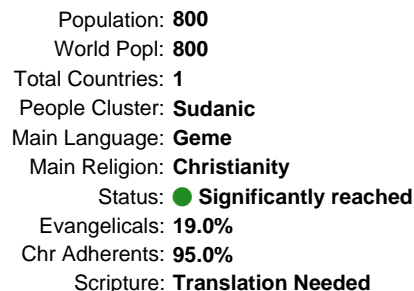 Population: 800
World Popl: 800
Total Countries: 1
People Cluster: Sudanic
Main Language: Geme
Main Religion: Christianity
Status: Significantly reached
Evangelicals: 19.0%
Chr Adherents: 95.0%
Scripture: Translation Needed